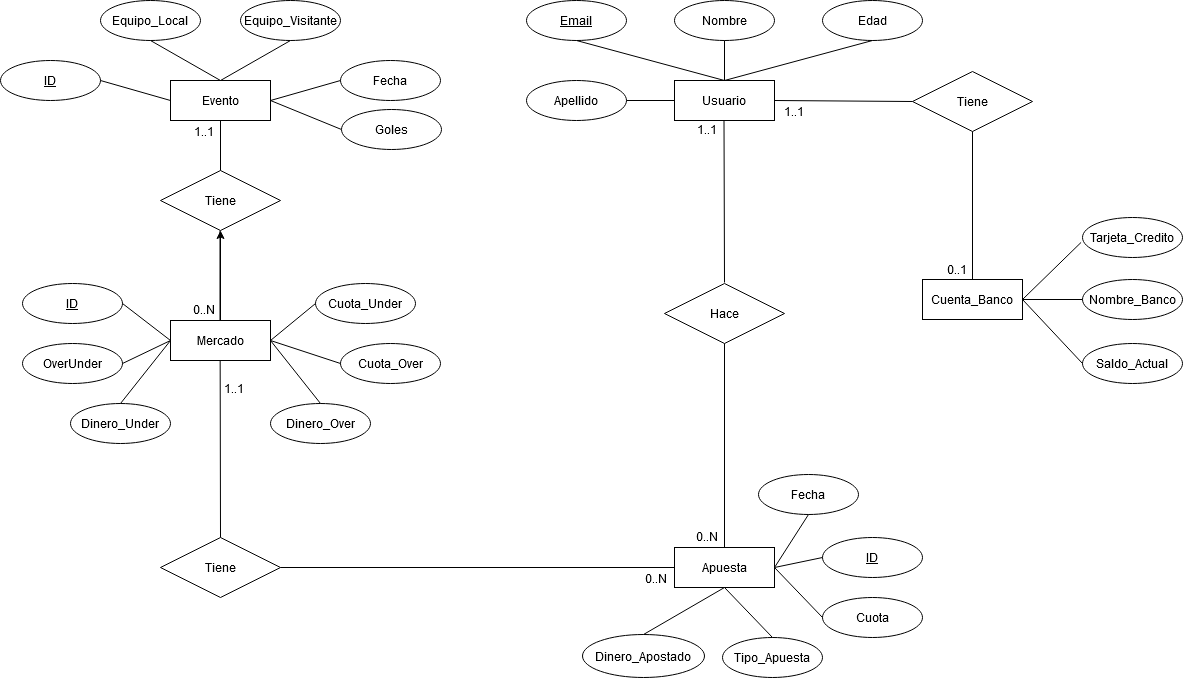 Equipo_Local
Equipo_Visitante
Email
Nombre
Edad
ID
Evento
Fecha
Goles
Apellido
Usuario
Tiene
1..1
1..1
1..1
Tiene
Tarjeta_Credito
0..1
Cuenta_Banco
Nombre_Banco
Saldo_Actual
0..N
ID
Cuota_Under
Mercado
Hace
OverUnder
Cuota_Over
1..1
Dinero_Under
Dinero_Over
Fecha
0..N
Tiene
0..N
Apuesta
ID
Cuota
Dinero_Apostado
Tipo_Apuesta